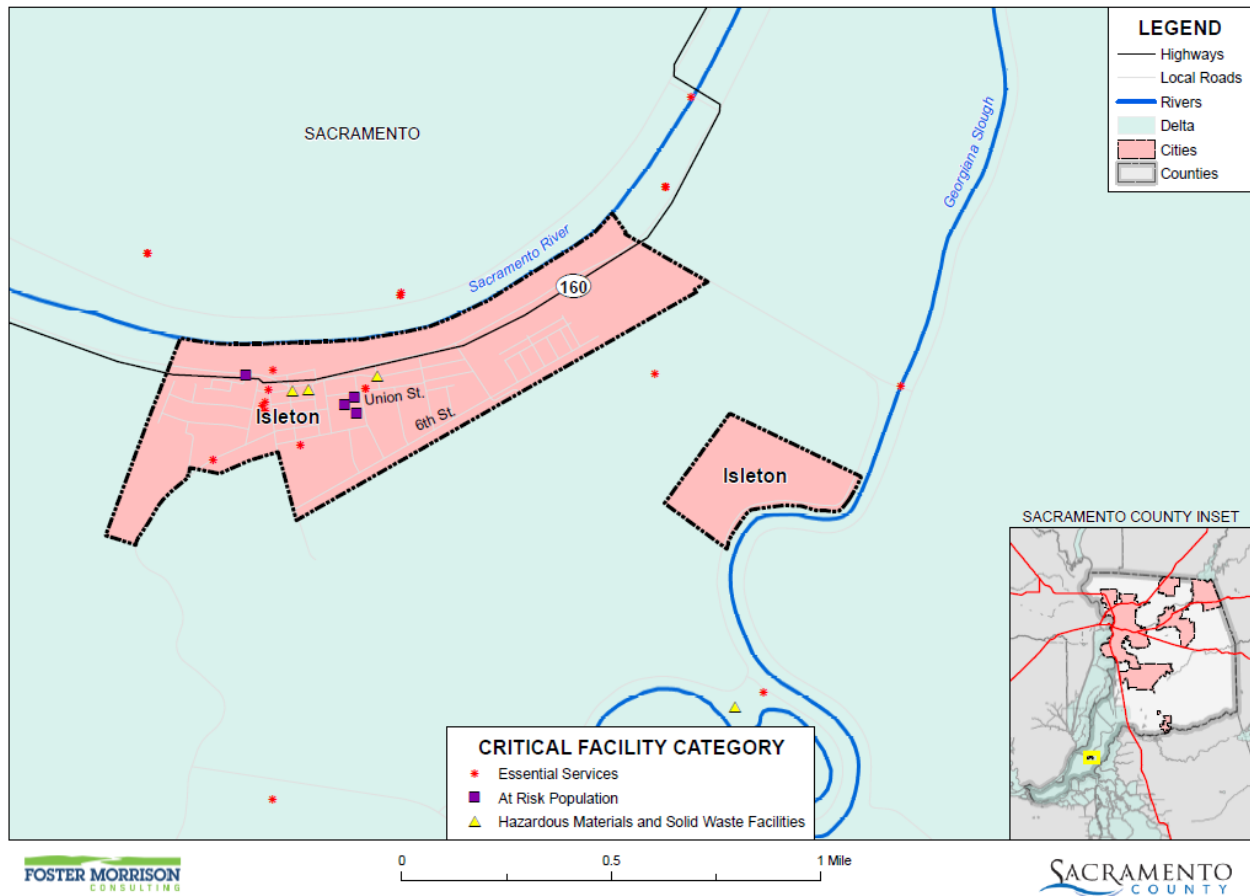 LEGEND
Highways
Local Roads
Rivers
Delta
Cities
Counties
SACRAMENTO
Sacramento River
Georgiana Slough
160
Union St.
6th St.
Isleton
Isleton
SACRAMENTO COUNTY INSET
CRITICAL FACILITY CATEGORY
Essential Services
At Risk Population
Hazardous Materials and Solid Waste Facilities
FOSTER MORRISON
CONSULTING
0 0.5 1 Mile
SACRAMENTO
COUNTY